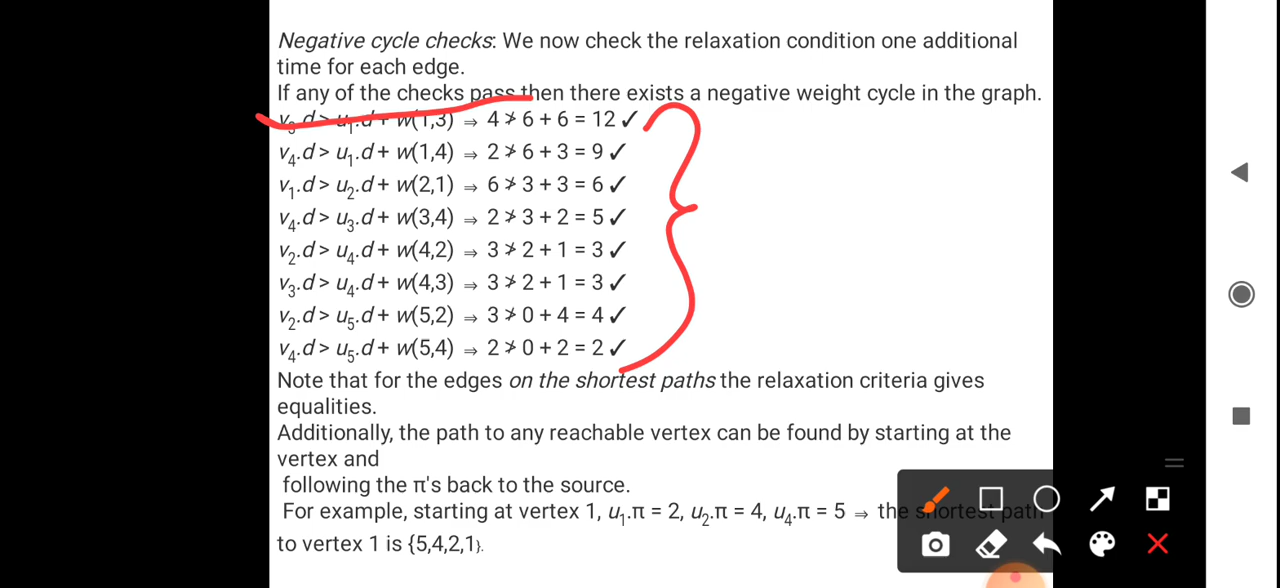 Negative cycle checks: We now check the relaxation condition one additional
time for each edge.
If any of the checks pass then there exists a negative weight cycle in the graph.
v₃.d> u₁.d + w(1,3) ⇒ 4 ≯ 6 + 6 = 12 ✓
v₄.d> u₁.d + w(1,4) ⇒ 2 ≯ 6 + 3 = 9 ✓
v₁.d> u₂.d + w(2,1) ⇒ 6 ≯ 3 + 3 = 6 ✓
v₄.d> u₃.d + w(3,4) ⇒ 2 ≯ 3 + 2 = 5 ✓
v₂.d> u₄.d + w(4,2) ⇒ 3 ≯ 2 + 1 = 3 ✓
v₃.d> u₄.d + w(4,3) ⇒ 3 ≯ 2 + 1 = 3 ✓
v₂.d> u₅.d + w(5,2) ⇒ 3 ≯ 0 + 4 = 4 ✓
v₄.d> u₅.d + w(5,4) ⇒ 2 ≯ 0 + 2 = 2 ✓
Note that for the edges on the shortest paths the relaxation criteria gives
equalities.
Additionally, the path to any reachable vertex can be found by starting at the
vertex and
following the π's back to the source.
For example, starting at vertex 1, u₁.π = 2, u₂.π = 4, u₄.π = 5 ⇒ the shortest path
to vertex 1 is {5,4,2,1}.